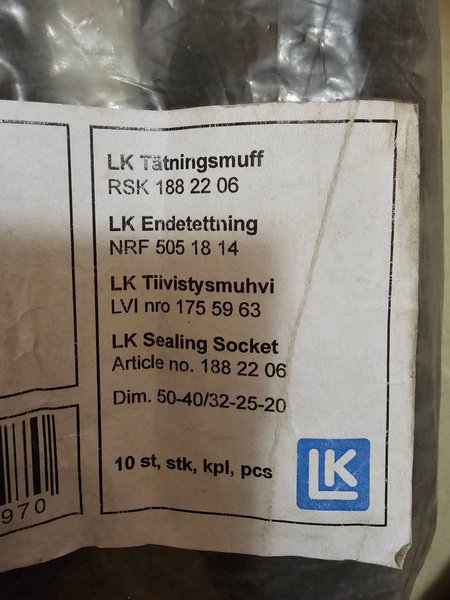 LK Tätningsmuff
RSK 188 22 06
LK Endetettning
NRF 505 18 14
LK Tiivistysmuhvi
LVI nro 175 59 63
LK Sealing Socket
Article no. 188 22 06
Dim. 50-40/32-25-20
10 st, stk, kpl, pcs
LK
970